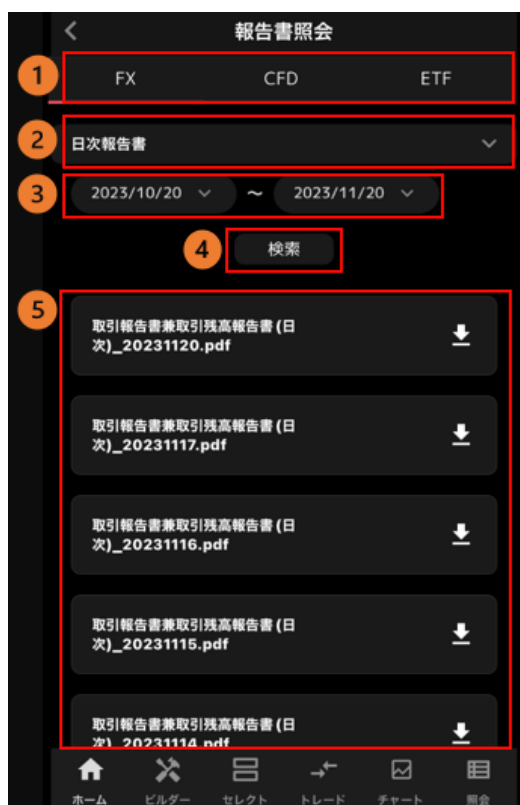 報告書照会
1
FX CFD ETF
2
日次報告書
3
2023/10/20 ～ 2023/11/20
4
検索
5
取引報告書兼取引残高報告書(日
次)_20231120.pdf
取引報告書兼取引残高報告書(日
次)_20231117.pdf
取引報告書兼取引残高報告書(日
次)_20231116.pdf
取引報告書兼取引残高報告書(日
次)_20231115.pdf
取引報告書兼取引残高報告書(日
次)_20231114.pdf
ホーム ビルダー セレクト トレード チャート 照会